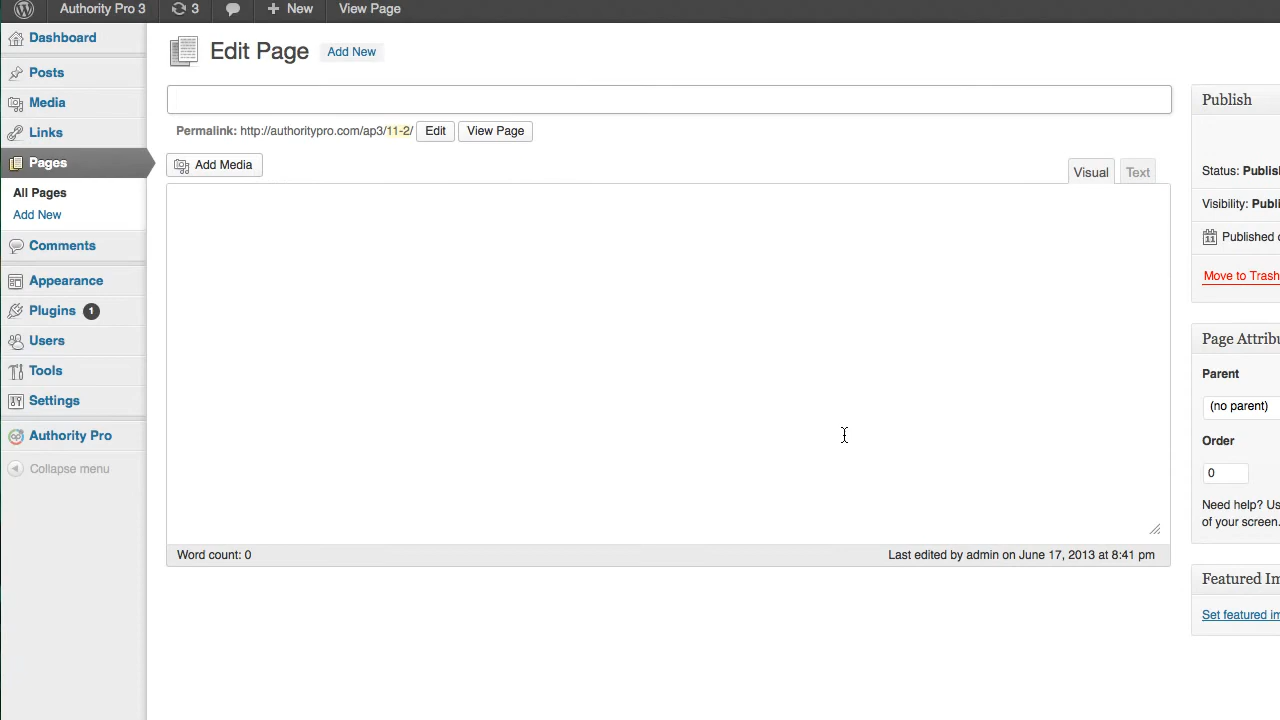 Authority Pro 3 3 + New View Page
Dashboard
Posts
Media
Links
Pages
All Pages
Add New
Comments
Appearance
Plugins 1
Users
Tools
Settings
Authority Pro
Collapse menu
Edit Page Add New
Permalink: http://authoritypro.com/ap3/11-2/ Edit View Page
Add Media
Visual Text
Word count: 0 Last edited by admin on June 17, 2013 at 8:41 pm
Publish
Status: Publis
Visibility: Publi
11 Published
Move to Trash
Page Attribu
Parent
(no parent)
Order
0
Need help? Us
of your screen.
Featured Im
Set featured im